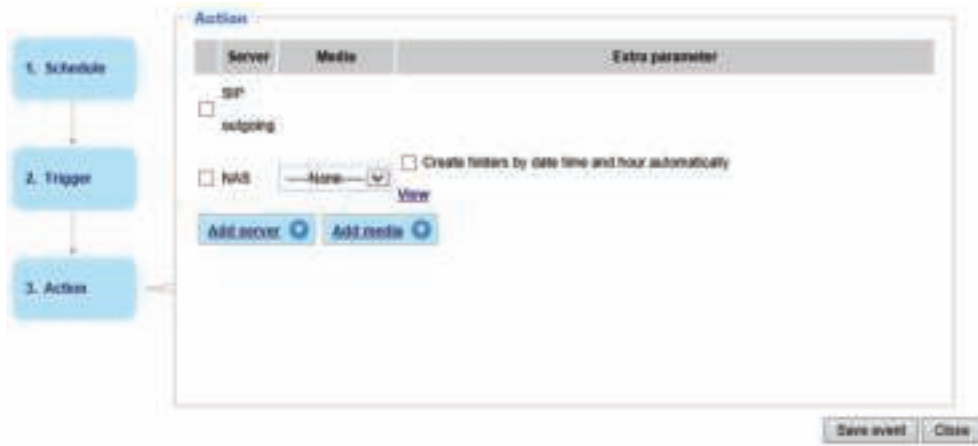 Action
Server Media Extra parameter
1. Schedule
SIP
outgoing
2. Trigger
NAS -----None----- Create folders by date time and hour automatically
View
Add server Add media
3. Action
Save event Close